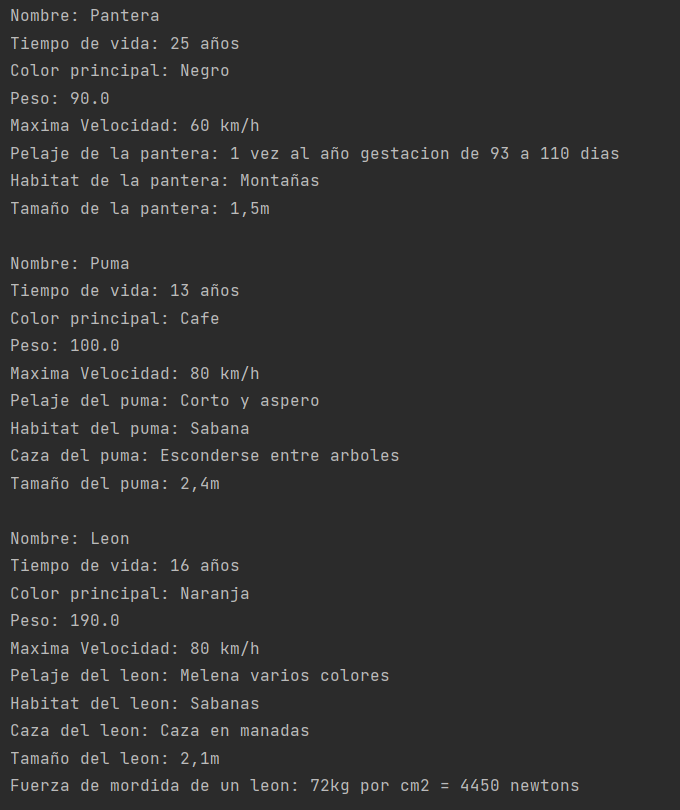 Nombre: Pantera
Tiempo de vida: 25 años
Color principal: Negro
Peso: 90.0
Maxima Velocidad: 60 km/h
Pelaje de la pantera: 1 vez al año gestacion de 93 a 110 dias
Habitat de la pantera: Montañas
Tamaño de la pantera: 1,5m

Nombre: Puma
Tiempo de vida: 13 años
Color principal: Cafe
Peso: 100.0
Maxima Velocidad: 80 km/h
Pelaje del puma: Corto y aspero
Habitat del puma: Sabana
Caza del puma: Esconderse entre arboles
Tamaño del puma: 2,4m

Nombre: Leon
Tiempo de vida: 16 años
Color principal: Naranja
Peso: 190.0
Maxima Velocidad: 80 km/h
Pelaje del leon: Melena varios colores
Habitat del leon: Sabanas
Caza del leon: Caza en manadas
Tamaño del leon: 2,1m
Fuerza de mordida de un leon: 72kg por cm2 = 4450 newtons